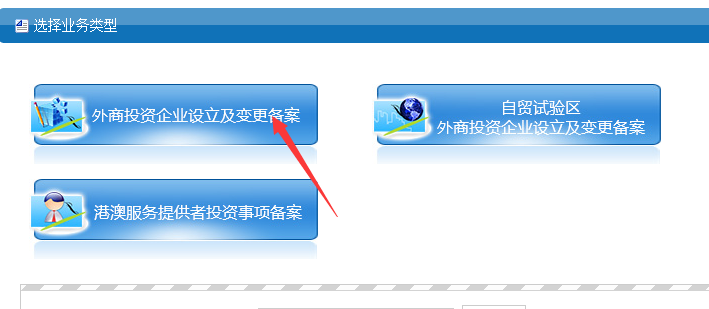 选择业务类型
外商投资企业设立及变更备案
自贸试验区
外商投资企业设立及变更备案
港澳服务提供者投资事项备案